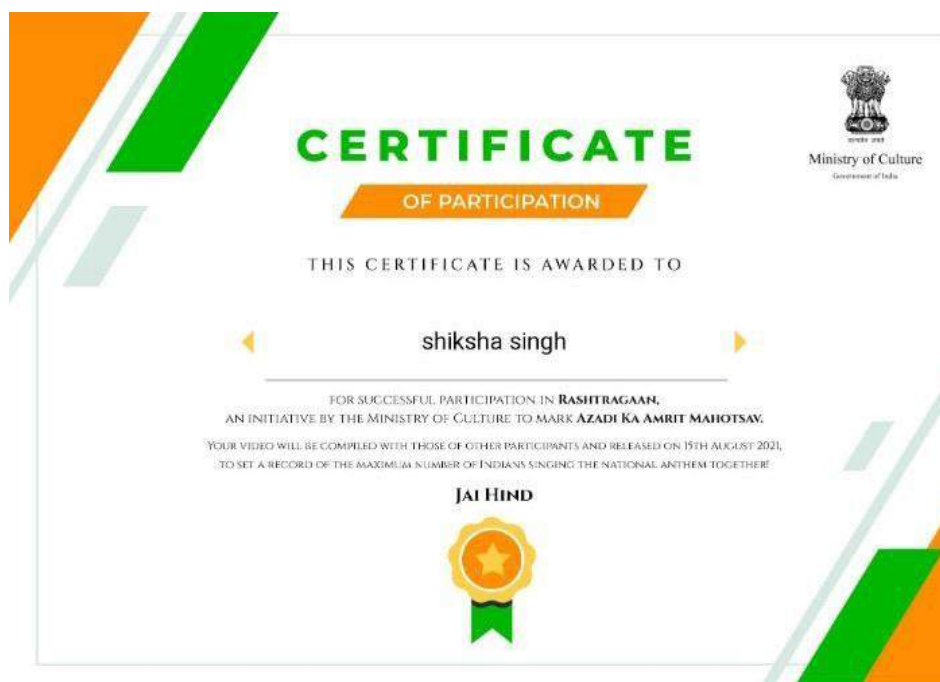 CERTIFICATE
OF PARTICIPATION
Ministry of Culture
Government of India
THIS CERTIFICATE IS AWARDED TO
shiksha singh
FOR SUCCESSFUL PARTICIPATION IN RASHTRAGAAN,
AN INITIATIVE BY THE MINISTRY OF CULTURE TO MARK AZADI KA AMRIT MAHOTSAV.
YOUR VIDEO WILL BE COMPILED WITH THOSE OF OTHER PARTICIPANTS AND RELEASED ON 15TH AUGUST 2021,
TO SET A RECORD OF THE MAXIMUM NUMBER OF INDIANS SINGING THE NATIONAL ANTHEM TOGETHER!
JAI HIND